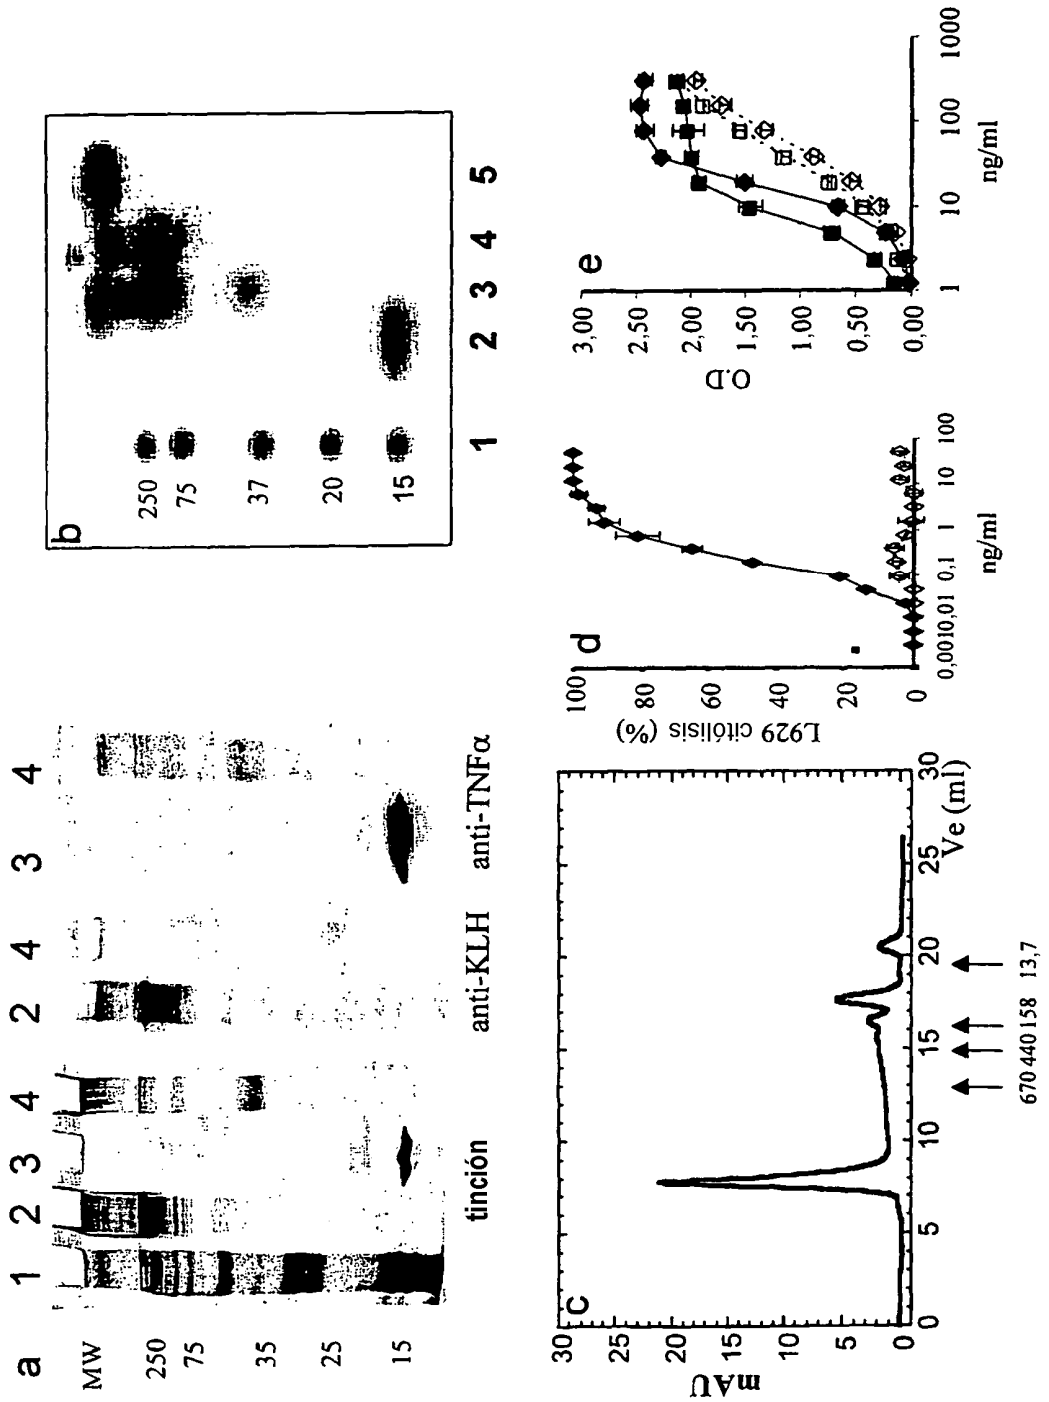 a
1 2 3 4 2 4 3 4
MW
250
75
35
25
15
tinción anti-KLH anti-TNFα
b
250
75
37
20
15
1 2 3 4 5
c
mAU
30
20
15
10
5
0
0 5 10 15 20 25 30
Ve (ml)
670 440 158 13,7
d
L929 citólisis (%)
100
80
60
40
20
0
0,001 0,01 0,1 1 10 100
ng/ml
e
O.D
3,00
2,50
2,00
1,50
1,00
0,50
0,00
1 10 100 1000
ng/ml